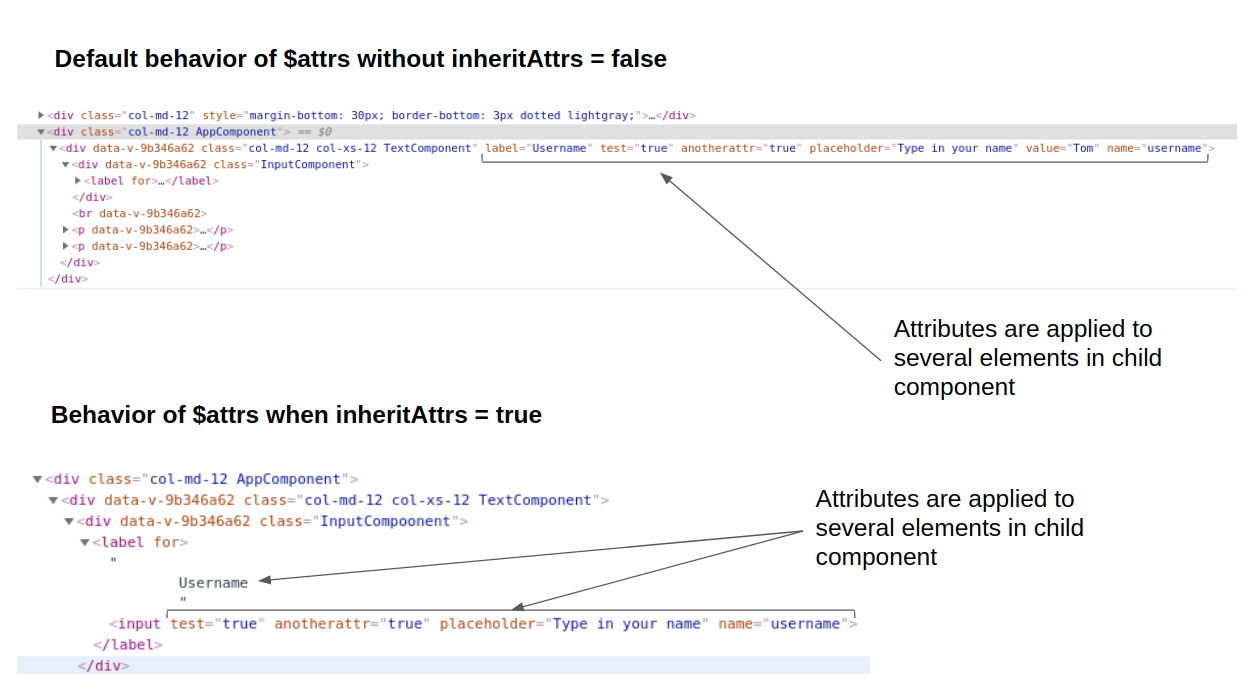 Default behavior of $attrs without inheritAttrs = false
<div class="col-md-12" style="margin-bottom: 30px; border-bottom: 3px dotted lightgray;">…</div>
<div class="col-md-12 AppComponent"> == $0
<div data-v-9b346a62 class="col-md-12 col-xs-12 TextComponent" label="Username" test="true" anotherattr="true" placeholder="Type in your name" value="Tom" name="username">
<div data-v-9b346a62 class="InputComponent">
<label for>…</label>
</div>
<br data-v-9b346a62>
<p data-v-9b346a62>…</p>
<p data-v-9b346a62>…</p>
</div>
</div>
Attributes are applied to
several elements in child
component
Behavior of $attrs when inheritAttrs = true
<div class="col-md-12 AppComponent">
<div data-v-9b346a62 class="col-md-12 col-xs-12 TextComponent">
<div data-v-9b346a62 class="InputCompoonent">
<label for>
"
Username
"
<input test="true" anotherattr="true" placeholder="Type in your name" name="username">
</label>
</div>
Attributes are applied to
several elements in child
component